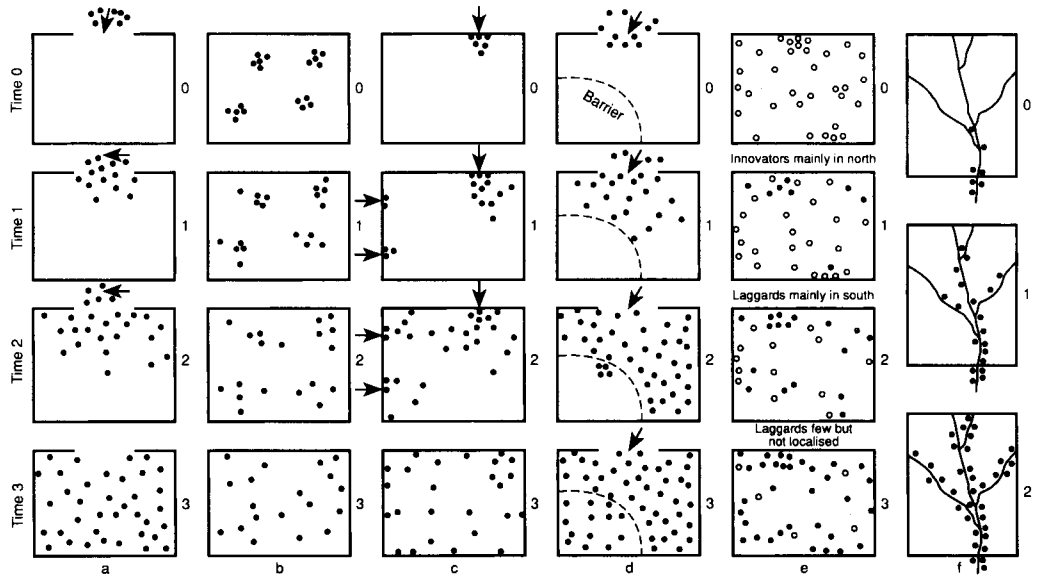 Time 0
0
0
0
Barrier
0
0
0
Innovators mainly in north
Time 1
1
1
1
1
1
1
Laggards mainly in south
Time 2
2
2
2
2
2
2
Laggards few but
not localised
Time 3
3
3
3
3
3
a
b
c
d
e
f